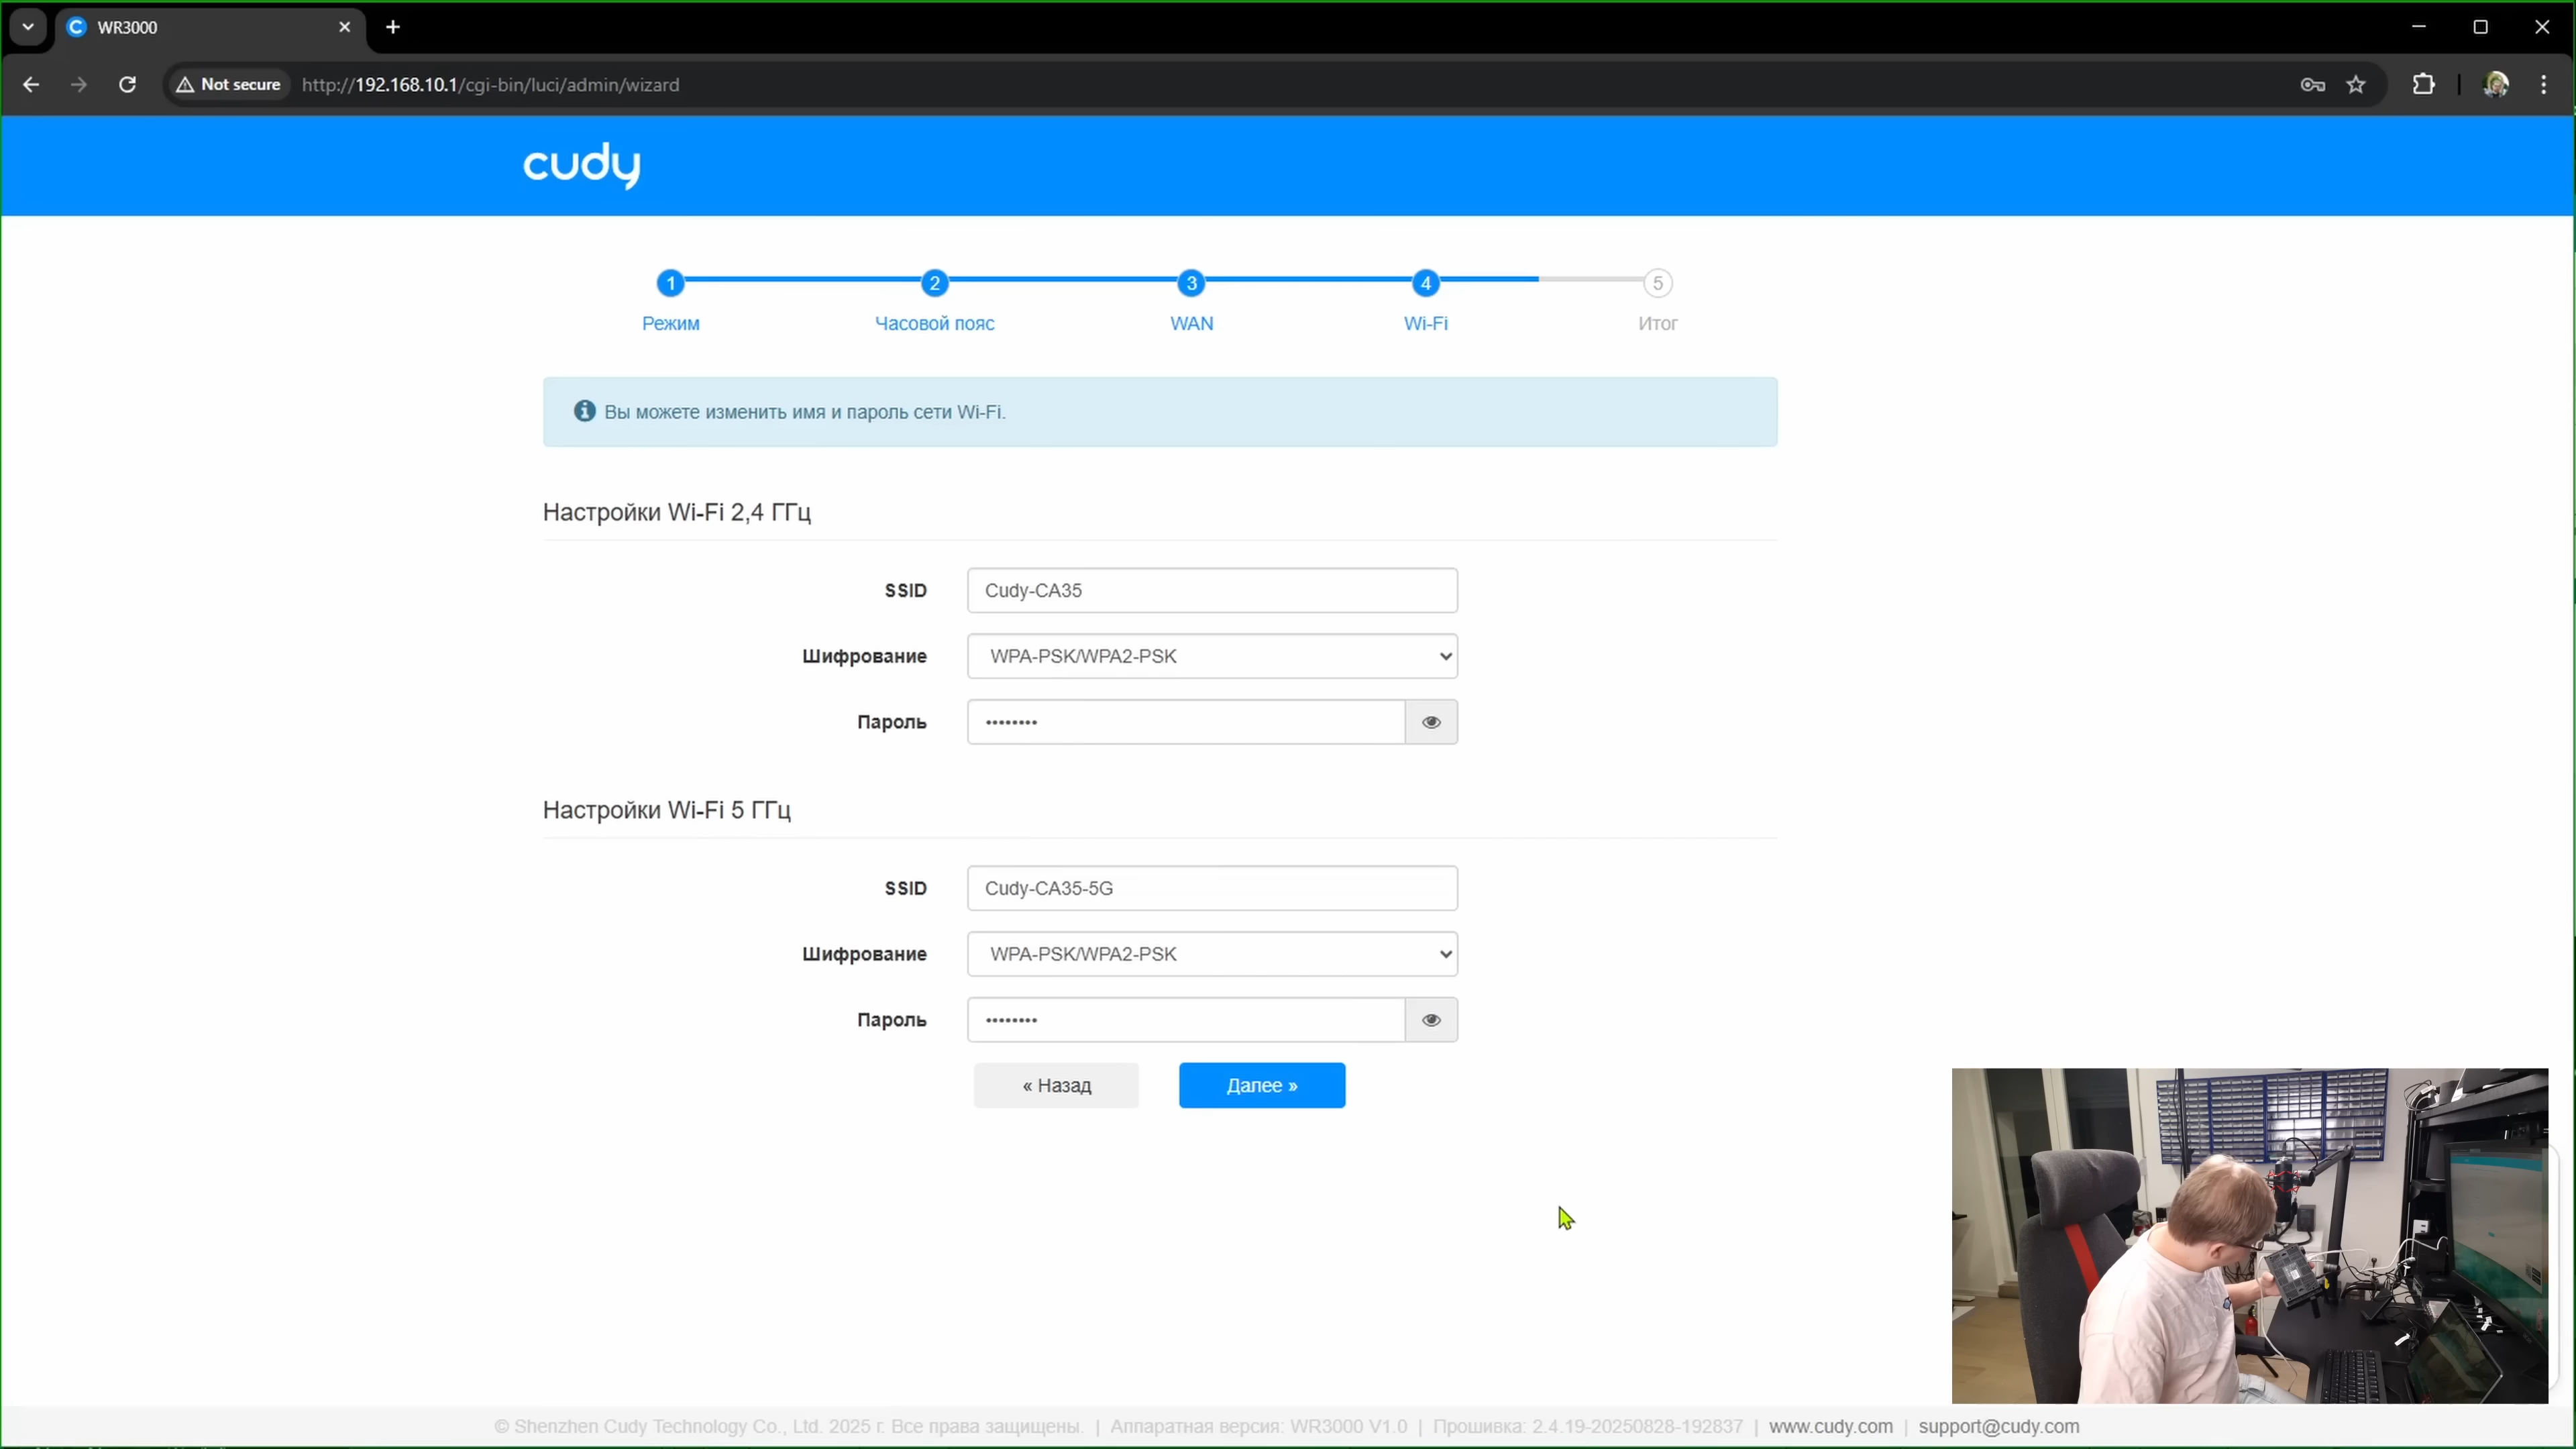 WR3000
Not secure
http://192.168.10.1/cgi-bin/luci/admin/wizard
cudy
1
2
3
4
5
Режим
Часовой пояс
WAN
Wi-Fi
Итог
Вы можете изменить имя и пароль сети Wi-Fi.
Настройки Wi-Fi 2,4 ГГц
SSID
Cudy-CA35
Шифрование
WPA-PSK/WPA2-PSK
Пароль
••••••••
Настройки Wi-Fi 5 ГГц
SSID
Cudy-CA35-5G
Шифрование
WPA-PSK/WPA2-PSK
Пароль
••••••••
« Назад
Далее »
© Shenzhen Cudy Technology Co., Ltd. 2025 г. Все права защищены. | Аппаратная версия: WR3000 V1.0 | Прошивка: 2.4.19-20250828-192837 | www.cudy.com | support@cudy.com